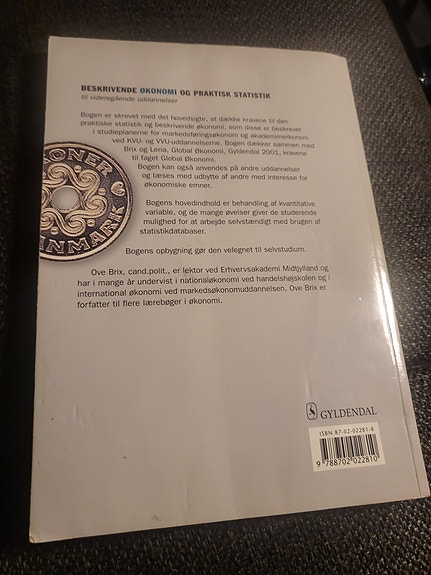 BESKRIVENDE ØKONOMI OG PRAKTISK STATISTIK
til videregående uddannelser
Bogen er skrevet med det hovedsigte, at dække kravene til den
praktiske statistik og beskrivende økonomi, som disse er beskrevet
i studieplanerne for markedsføringsøkonom og akademimerkonom
ved KVU- og VVU-uddannelserne. Bogen dækker sammen med
Brix og Lena, Global Økonomi, Gyldendal 2001, kravene
til faget Global Økonomi.
Bogen kan også anvendes på andre uddannelser
og læses med udbytte af andre med interesse for
økonomiske emner.
Bogens hovedindhold er behandling af kvantitative
variable, og de mange øvelser giver de studerende
mulighed for at arbejde selvstændigt med brugen af
statistikdatabaser.
Bogens opbygning gør den velegnet til selvstudium.
Ove Brix, cand.polit., er lektor ved Erhvervsakademi Midtjylland og
har i mange år undervist i nationaløkonomi ved handelshøjskolen og i
international økonomi ved markedsøkonomuddannelsen. Ove Brix er
forfatter til flere lærebøger i økonomi.
KRONER
DANMARK
GYLDENDAL
ISBN 87-02-02281-8
9 788702 022810